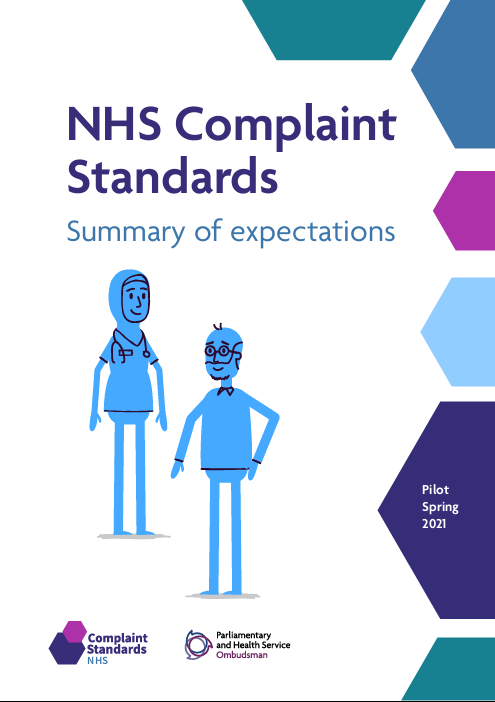 NHS Complaint
Standards
Summary of expectations
Pilot
Spring
2021
Complaint
Standards
NHS
Parliamentary
and Health Service
Ombudsman